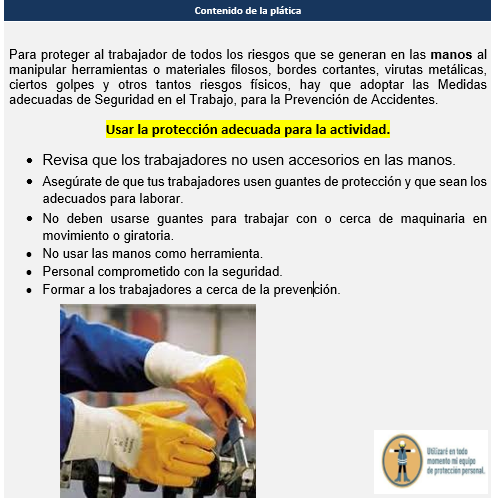 Contenido de la plática
Para proteger al trabajador de todos los riesgos que se generan en las manos al
manipular herramientas o materiales filosos, bordes cortantes, virutas metálicas,
ciertos golpes y otros tantos riesgos físicos, hay que adoptar las Medidas
adecuadas de Seguridad en el Trabajo, para la Prevención de Accidentes.
Usar la protección adecuada para la actividad.
• Revisa que los trabajadores no usen accesorios en las manos.
• Asegúrate de que tus trabajadores usen guantes de protección y que sean los
adecuados para laborar.
• No deben usarse guantes para trabajar con o cerca de maquinaria en
movimiento o giratoria.
• No usar las manos como herramienta.
• Personal comprometido con la seguridad.
• Formar a los trabajadores a cerca de la prevención.
Utilizaré en todo
momento mi equipo
de protección personal.